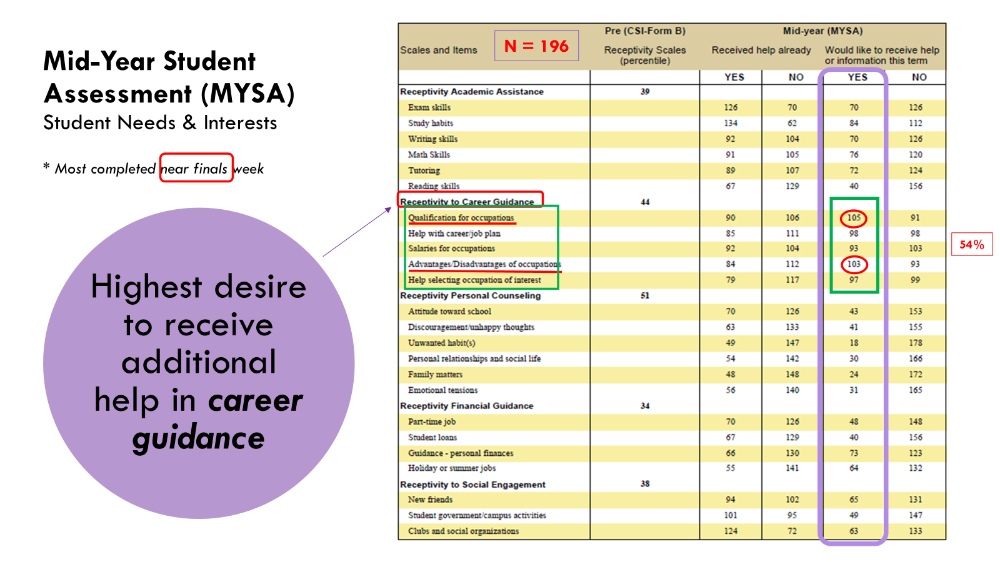 Mid-Year Student
Assessment (MYSA)
Student Needs & Interests
* Most completed near finals week
Highest desire
to receive
additional
help in career
guidance
Pre (CSI-Form B) Mid-year (MYSA)
Scales and Items N = 196 Receptivity Scales Received help already Would like to receive help
(percentile) or information this term
YES NO YES NO
Receptivity Academic Assistance 39
Exam skills 126 70 70 126
Study habits 134 62 84 112
Writing skills 92 104 70 126
Math Skills 91 105 76 120
Tutoring 89 107 72 124
Reading skills 67 129 40 156
Receptivity to Career Guidance 44
Qualification for occupations 90 106 105 91
Help with career/job plan 85 111 98 98
Salaries for occupations 92 104 93 103
Advantages/Disadvantages of occupations 84 112 103 93
Help selecting occupation of interest 79 117 97 99
Receptivity Personal Counseling 51
Attitude toward school 70 126 43 153
Discouragement/unhappy thoughts 63 133 41 155
Unwanted habit(s) 49 147 18 178
Personal relationships and social life 54 142 30 166
Family matters 48 148 24 172
Emotional tensions 56 140 31 165
Receptivity Financial Guidance 34
Part-time job 70 126 48 148
Student loans 67 129 40 156
Guidance - personal finances 66 130 73 123
Holiday or summer jobs 55 141 64 132
Receptivity to Social Engagement 38
New friends 94 102 65 131
Student government/campus activities 101 95 49 147
Clubs and social organizations 124 72 63 133
54%